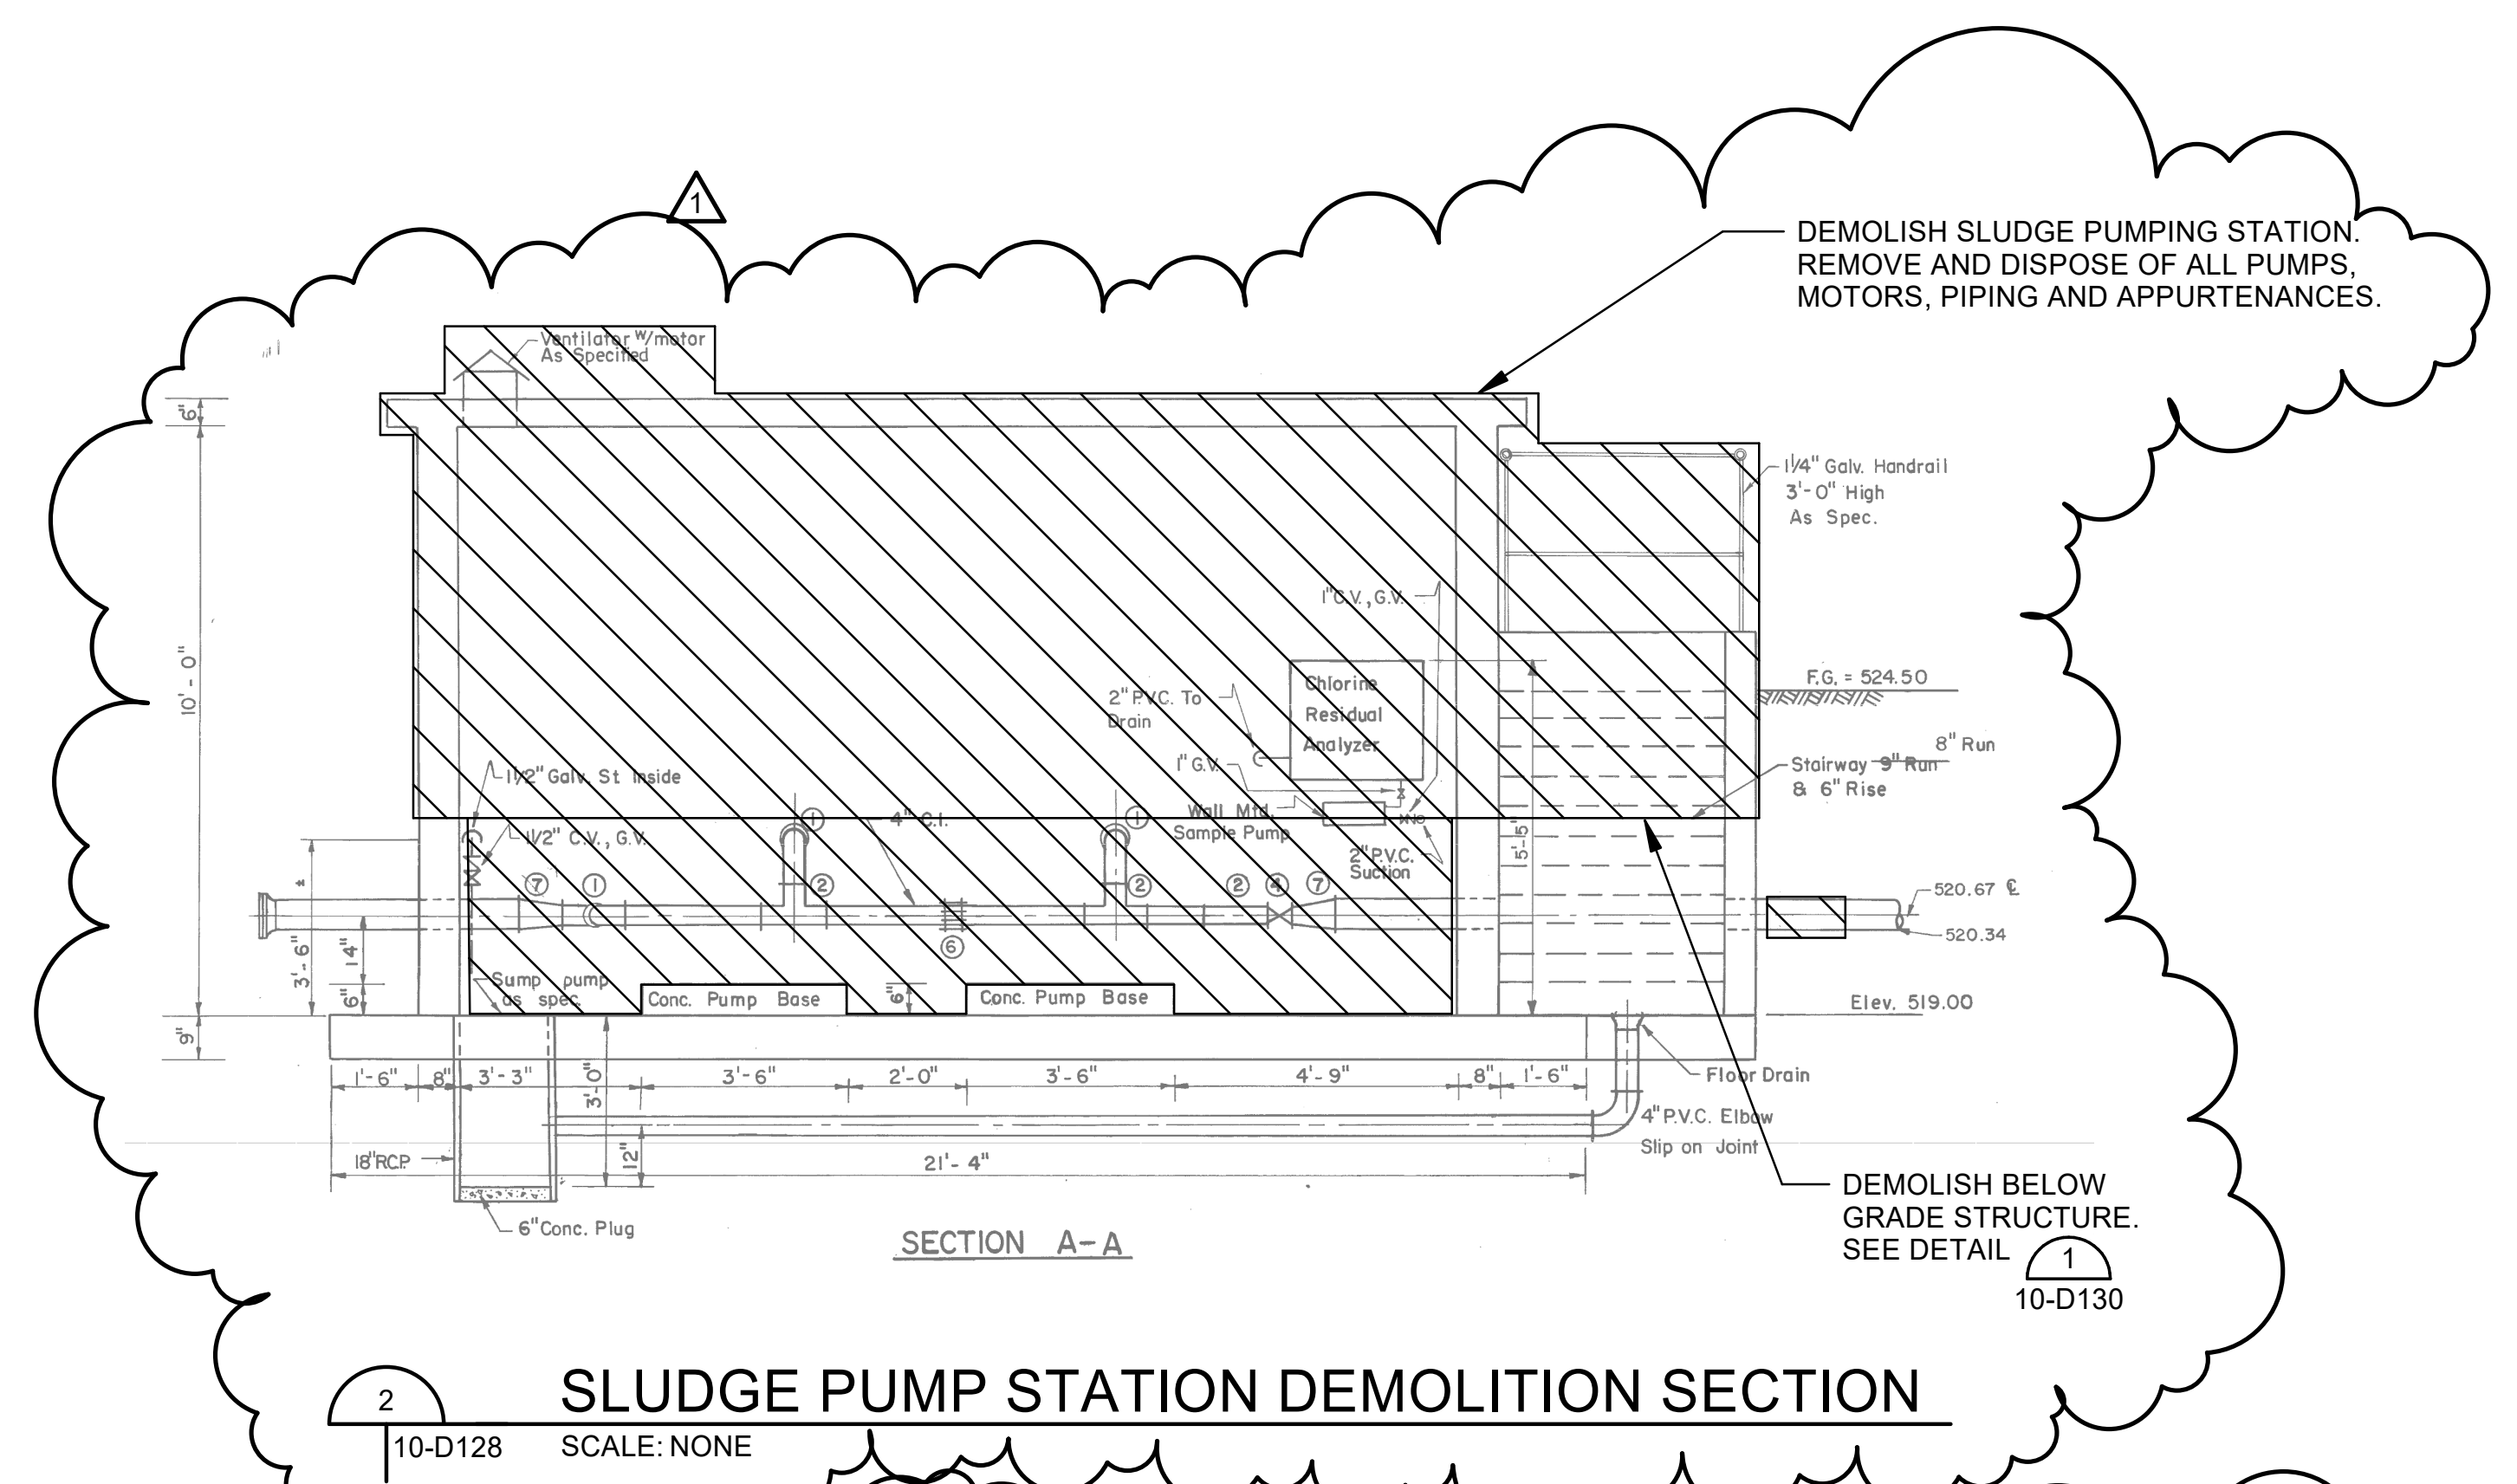 1
DEMOLISH SLUDGE PUMPING STATION.
REMOVE AND DISPOSE OF ALL PUMPS,
MOTORS, PIPING AND APPURTENANCES.
Ventilator w/motor
As Specified
6"
10'-0"
1 1/4" Galv. Handrail
3'-0" High
As Spec.
1" C.V., G.V.
F.G. = 524.50
Chlorine
Residual
Analyzer
2" P.V.C. To
Drain
1" G.V.
8" Run
Stairway 9" Run
& 6" Rise
1 1/2" Galv. St Inside
Wall Mtd.
Sample Pump
4" C.I.
1
1
1 1/2" C.V., G.V.
2" P.V.C.
Suction
5'-5"
7
1
2
2
2
4
7
520.67 ℄
520.34
3'-6" ±
14"
6"
6
Sump pump
as spec.
Conc. Pump Base
6"
Conc. Pump Base
Elev. 519.00
9"
1'-6"
8"
3'-3"
3'-0"
3'-6"
2'-0"
3'-6"
4'-9"
8"
1'-6"
Floor Drain
4" P.V.C. Elbow
Slip on Joint
18" R.C.P.
12"
21'-4"
6" Conc. Plug
SECTION A-A
DEMOLISH BELOW
GRADE STRUCTURE.
SEE DETAIL
1
10-D130
2
SLUDGE PUMP STATION DEMOLITION SECTION
10-D128
SCALE: NONE